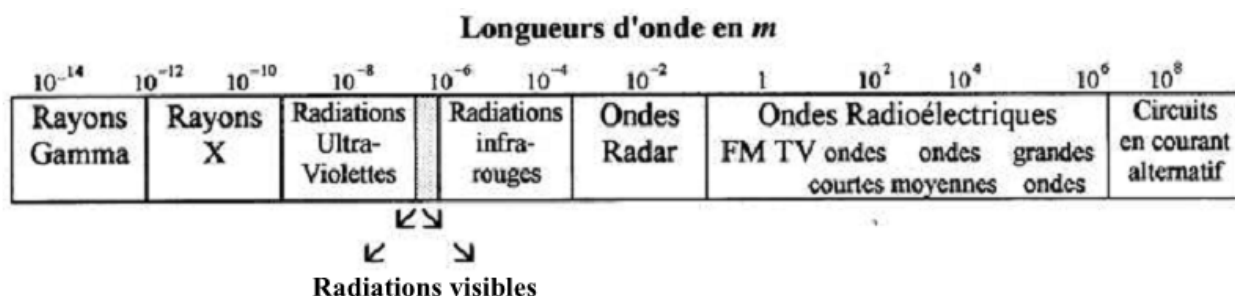 Longueurs d'onde en m
10⁻¹⁴ 10⁻¹² 10⁻¹⁰ 10⁻⁸ 10⁻⁶ 10⁻⁴ 10⁻² 1 10² 10⁴ 10⁶ 10⁸
Rayons
Gamma
Rayons
X
Radiations
Ultra-
Violettes
Radiations
infra-
rouges
Ondes
Radar
Ondes Radioélectriques
FM TV ondes ondes grandes
courtes moyennes ondes
Circuits
en courant
alternatif
Radiations visibles